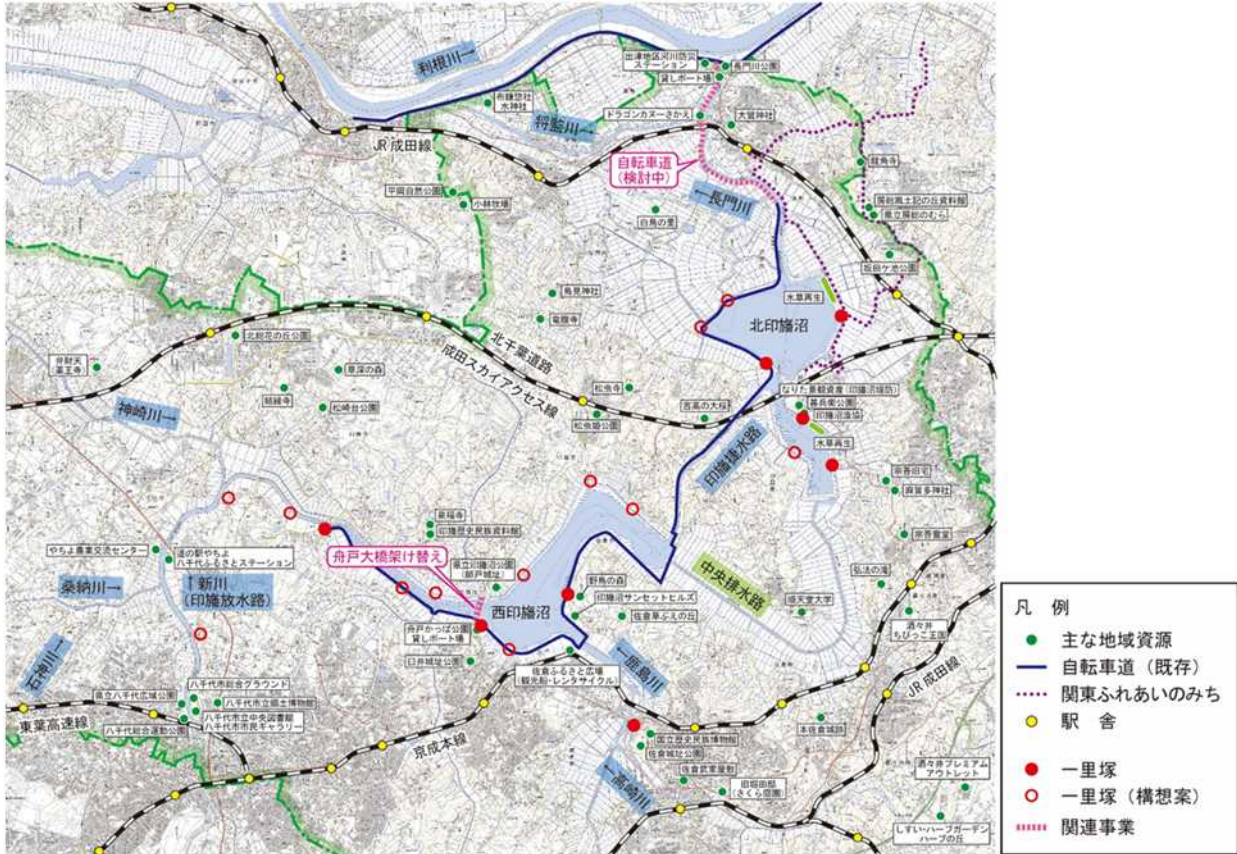 利根川→
出津地区河川防災
ステーション
長門川公園
貸しボート場
布鎌惣社
水神社
将監川→
ドラゴンカヌーさかえ
大鷲神社
JR成田線
自転車道
(検討中)
龍角寺
平岡自然公園
小林牧場
←長門川
白鳥の里
房総風土記の丘資料館
県立房総のむら
坂田ケ池公園
鳥見神社
水草再生
北印旛沼
龍腹寺
北総花の丘公園
北千葉道路
成田スカイアクセス線
弁財天
薬王寺
草深の森
結縁寺
松崎台公園
松虫寺
松虫姫公園
吉高の大桜
なりた景観資産(印旛沼堤防)
甚兵衛公園
印旛沼漁協
水草再生
神崎川→
印旛捷水路
宗吾旧宅
麻賀多神社
泉福寺
印旛歴史民族資料館
宗吾霊堂
やちよ農業交流センター
道の駅やちよ
八千代ふるさとステーション
舟戸大橋架け替え
県立印旛沼公園
(師戸城址)
中央排水路
弘法の滝
桑納川→
↑新川
(印旛放水路)
西印旛沼
野鳥の森
印旛沼サンセットヒルズ
佐倉草ぶえの丘
順天堂大学
酒々井
ちびっこ王国
舟戸かっぱ公園
貸しボート場
臼井城址公園
佐倉ふるさと広場
(観光船・レンタサイクル)
←鹿島川
石神川→
JR成田線
八千代市総合グラウンド
県立八千代広域公園
八千代市立郷土博物館
八千代市立中央図書館
八千代市市民ギャラリー
八千代総合運動公園
東葉高速線
京成本線
本佐倉城跡
国立歴史民族博物館
佐倉城址公園
佐倉武家屋敷
←高崎川
旧堀田邸
(さくら庭園)
酒々井プレミアム
アウトレット
しすい・ハーブガーデン
ハーブの丘
凡 例
主な地域資源
自転車道(既存)
関東ふれあいのみち
駅 舎
一里塚
一里塚(構想案)
関連事業